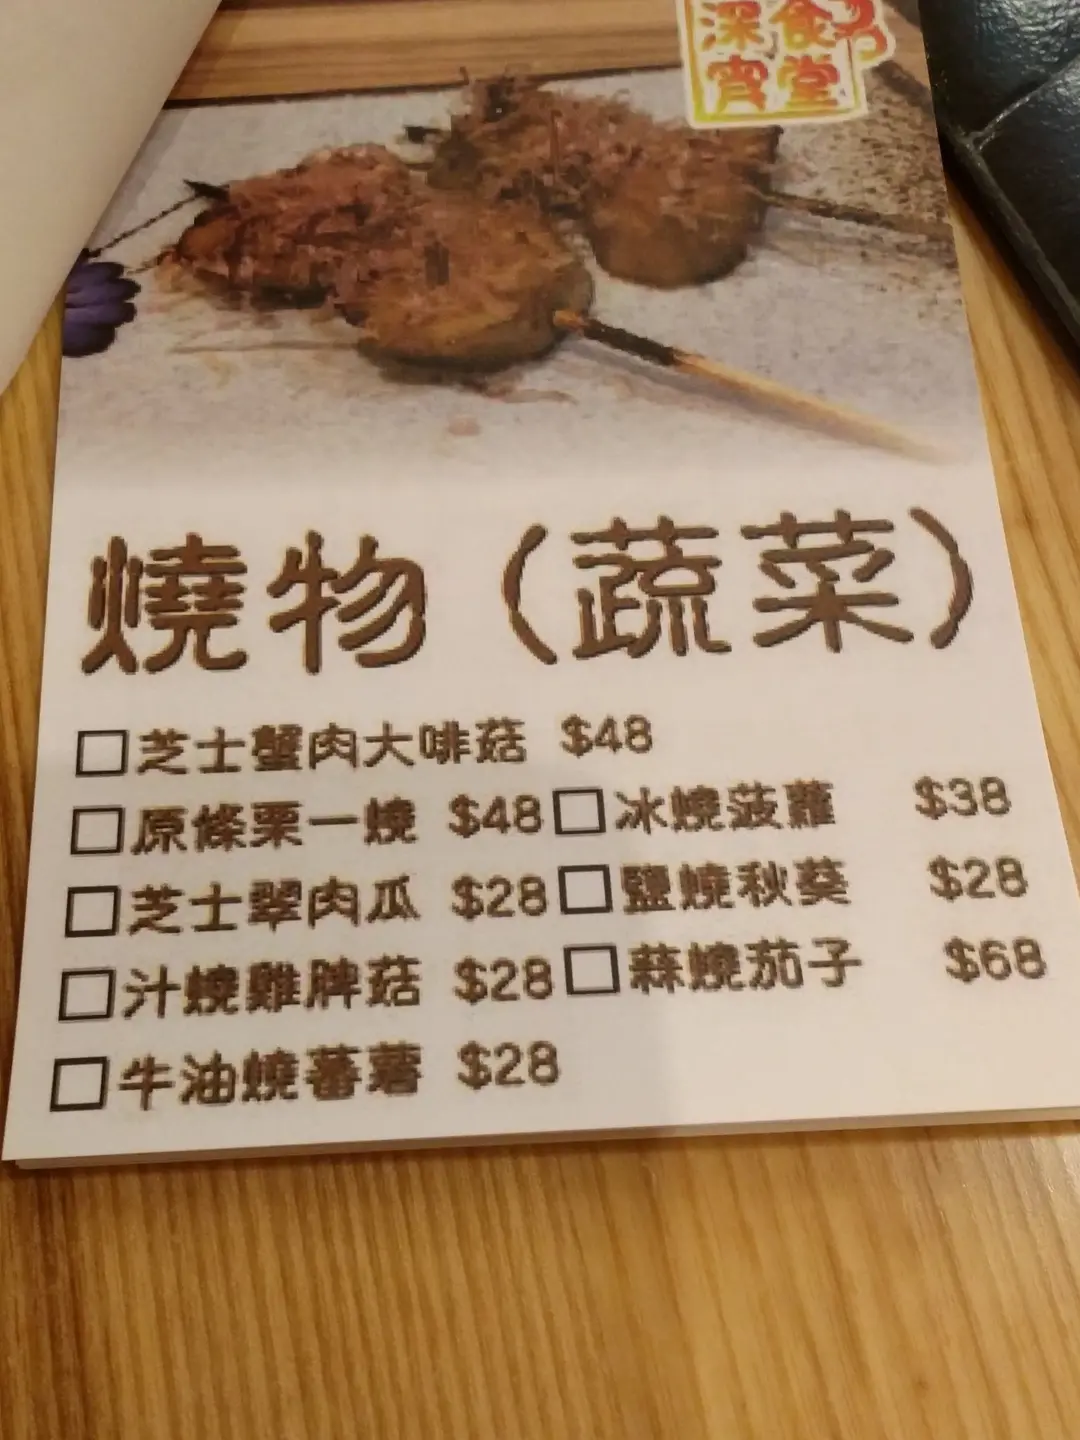 深食
宵堂
燒物（蔬菜）
□芝士蟹肉大啡菇 $48
□原條栗一燒 $48 □冰燒菠蘿 $38
□芝士翠肉瓜 $28 □鹽燒秋葵 $28
□汁燒雞脾菇 $28 □蒜燒茄子 $68
□牛油燒蕃薯 $28